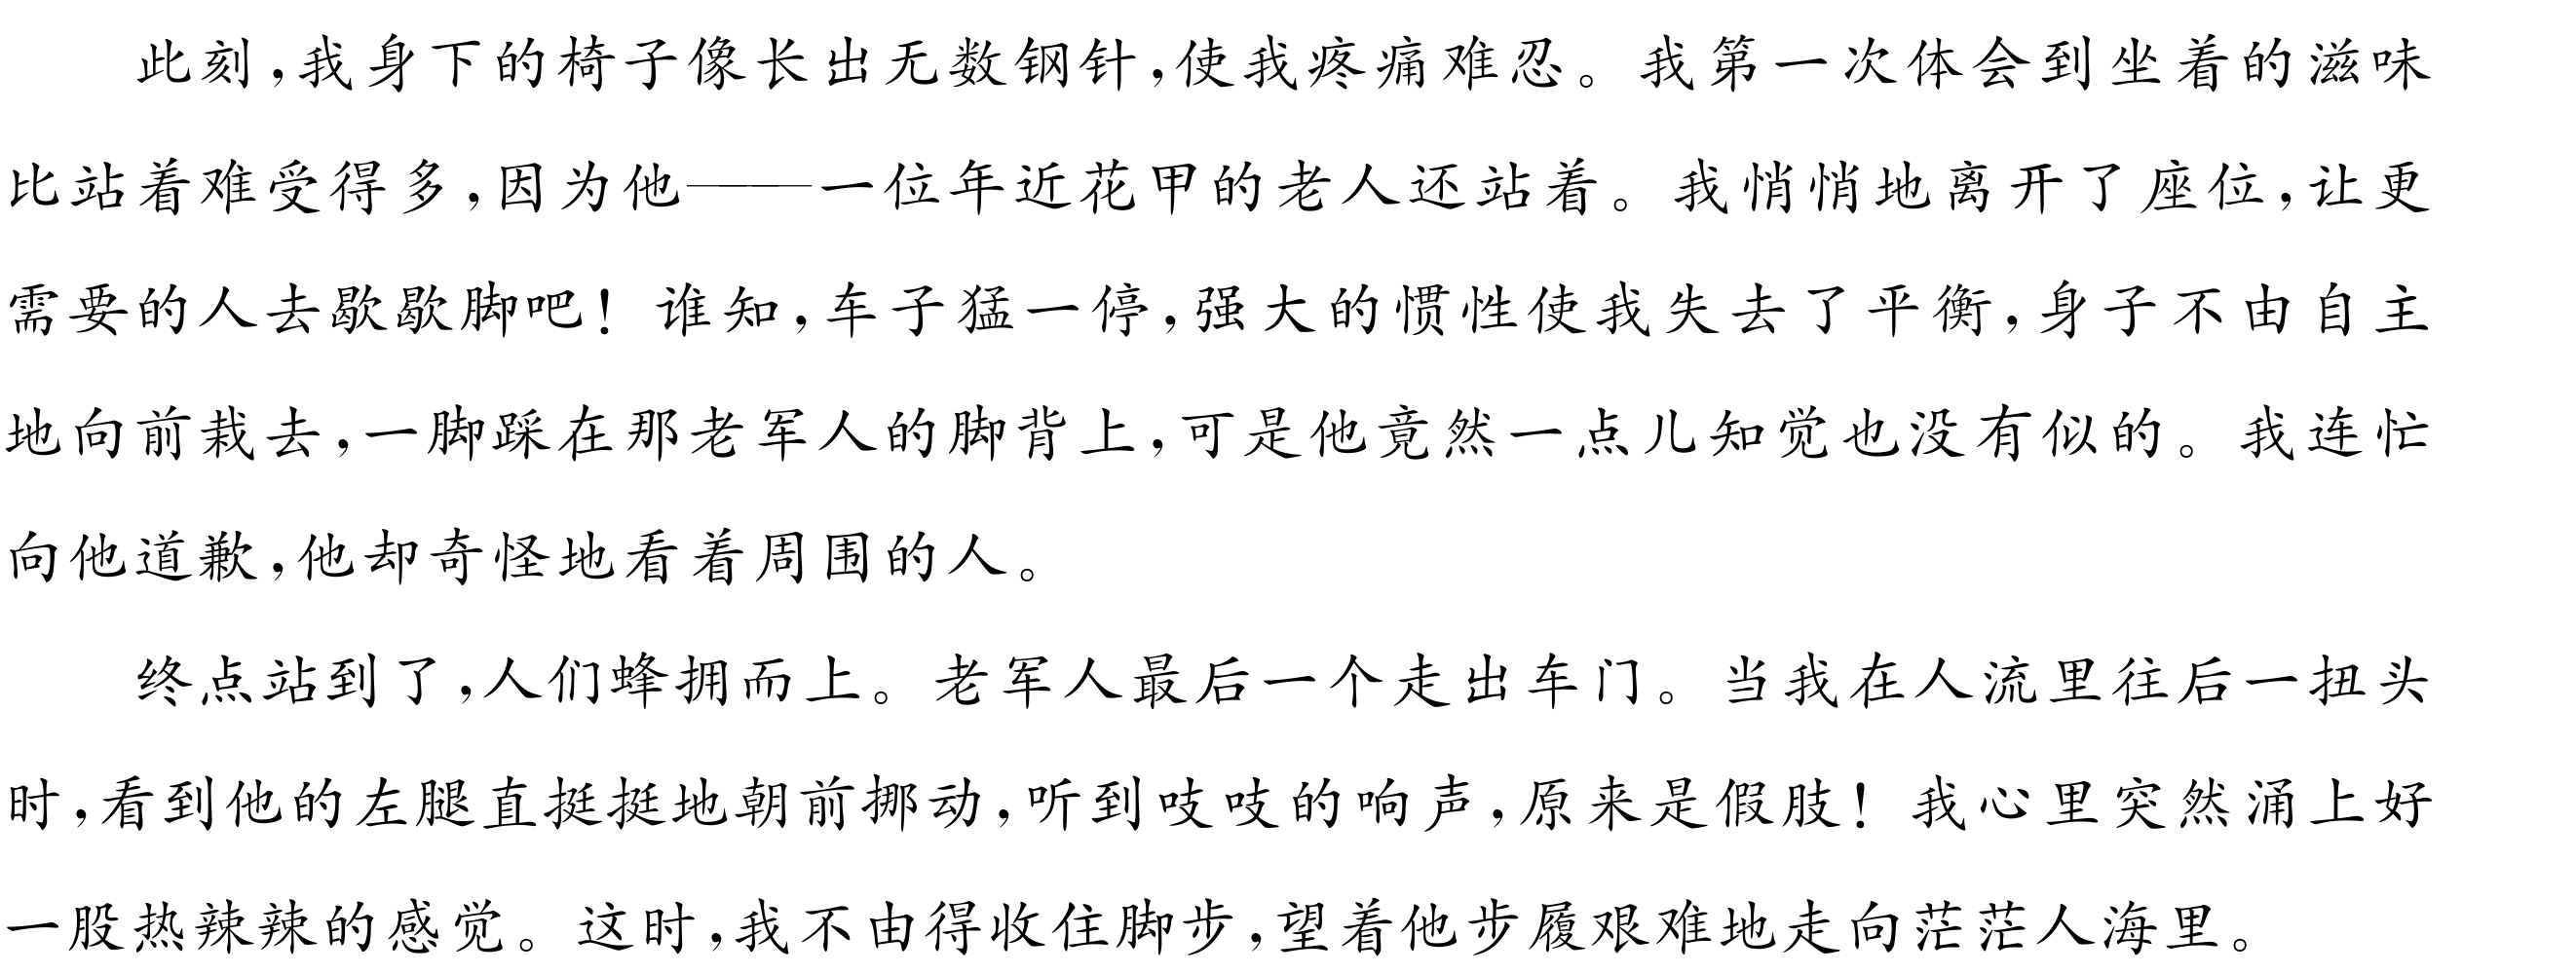 此刻,我身下的椅子像长出无数钢针,使我疼痛难忍。我第一次体会到坐着的滋味
比站着难受得多,因为他——一位年近花甲的老人还站着。我悄悄地离开了座位,让更
需要的人去歇歇脚吧！谁知,车子猛一停,强大的惯性使我失去了平衡,身子不由自主
地向前栽去,一脚踩在那老军人的脚背上,可是他竟然一点儿知觉也没有似的。我连忙
向他道歉,他却奇怪地看着周围的人。
终点站到了,人们蜂拥而上。老军人最后一个走出车门。当我在人流里往后一扭头
时,看到他的左腿直挺挺地朝前挪动,听到吱吱的响声,原来是假肢！我心里突然涌上好
一股热辣辣的感觉。这时,我不由得收住脚步,望着他步履艰难地走向茫茫人海里。